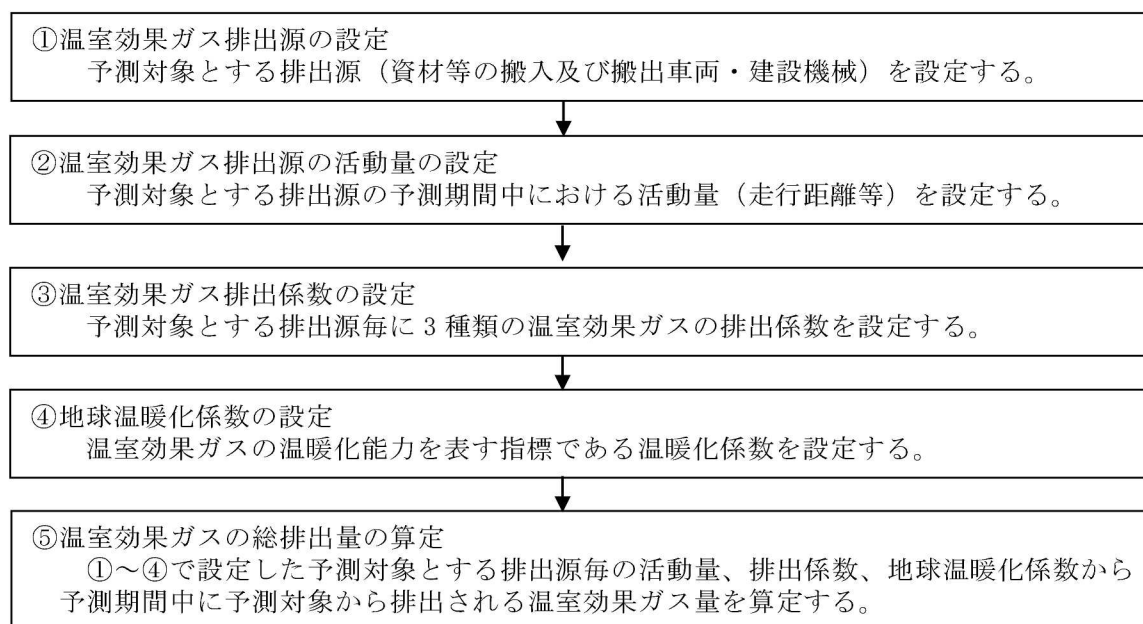 ①温室効果ガス排出源の設定
予測対象とする排出源（資材等の搬入及び搬出車両・建設機械）を設定する。
②温室効果ガス排出源の活動量の設定
予測対象とする排出源の予測期間中における活動量（走行距離等）を設定する。
③温室効果ガス排出係数の設定
予測対象とする排出源毎に 3 種類の温室効果ガスの排出係数を設定する。
④地球温暖化係数の設定
温室効果ガスの温暖化能力を表す指標である温暖化係数を設定する。
⑤温室効果ガスの総排出量の算定
①～④で設定した予測対象とする排出源毎の活動量、排出係数、地球温暖化係数から
予測期間中に予測対象から排出される温室効果ガス量を算定する。